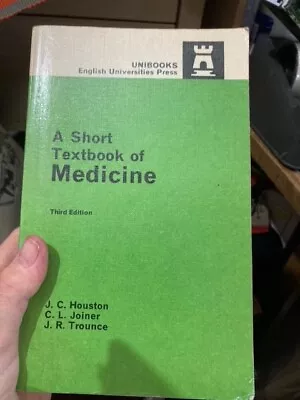 UNIBOOKS
English Universities Press
A Short
Textbook of
Medicine
Third Edition
J. C. Houston
C. L. Joiner
J. R. Trounce